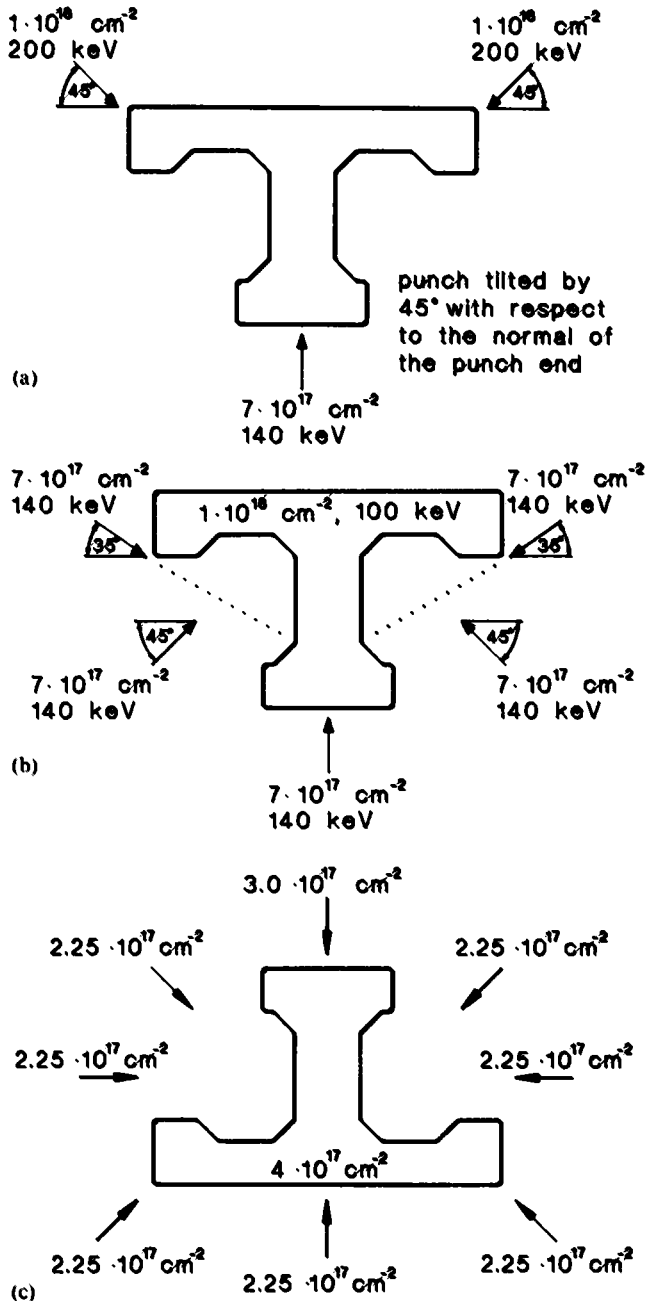 1·10¹⁸ cm⁻²
200 keV
45°
1·10¹⁸ cm⁻²
200 keV
45°
punch tilted by
45° with respect
to the normal of
the punch end
(a)
7·10¹⁷ cm⁻²
140 keV
7·10¹⁷ cm⁻²
140 keV
35°
1·10¹⁸ cm⁻², 100 keV
7·10¹⁷ cm⁻²
140 keV
35°
45°
7·10¹⁷ cm⁻²
140 keV
45°
7·10¹⁷ cm⁻²
140 keV
(b)
7·10¹⁷ cm⁻²
140 keV
3.0 ·10¹⁷ cm⁻²
2.25 ·10¹⁷ cm⁻²
2.25 ·10¹⁷ cm⁻²
2.25 ·10¹⁷ cm⁻²
2.25 ·10¹⁷ cm⁻²
4 ·10¹⁷ cm⁻²
2.25 ·10¹⁷ cm⁻²
2.25 ·10¹⁷ cm⁻²
2.25 ·10¹⁷ cm⁻²
(c)